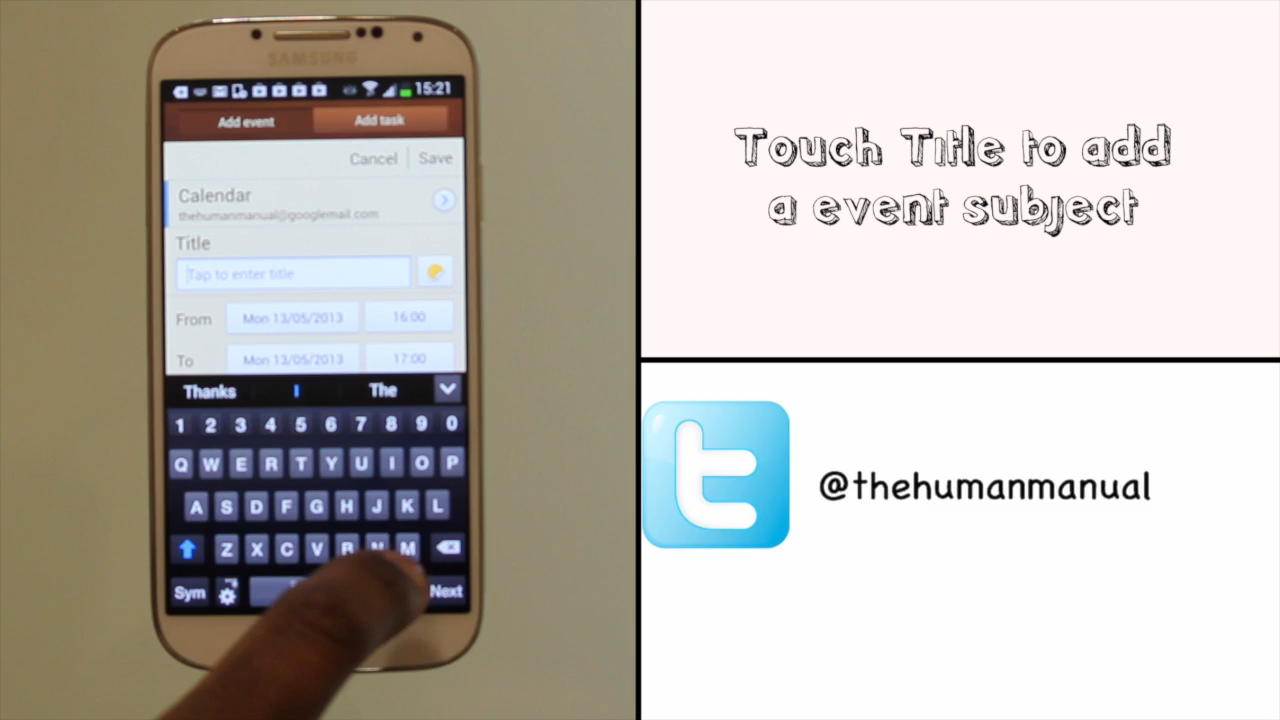 SAMSUNG
15:21
Add event Add task
Cancel Save
Calendar
thehumanmanual@googlemail.com
Title
Tap to enter title
From Mon 13/05/2013 16:00
To Mon 13/05/2013 17:00
Thanks I The
1 2 3 4 5 6 7 8 9 0
Q W E R T Y U I O P
A S D F G H J K L
Z X C V B N M
Sym Next
Touch Title to add
a event subject
t
@thehumanmanual